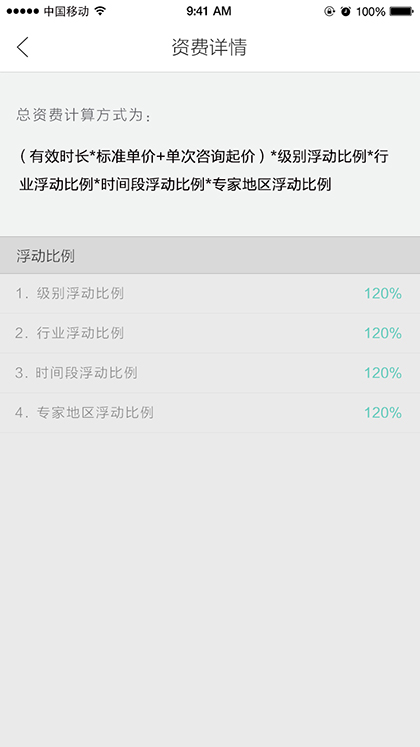 中国移动 9:41 AM 100%
资费详情
总资费计算方式为：
（有效时长*标准单价+单次咨询起价）*级别浮动比例*行
业浮动比例*时间段浮动比例*专家地区浮动比例
浮动比例
1. 级别浮动比例 120%
2. 行业浮动比例 120%
3. 时间段浮动比例 120%
4. 专家地区浮动比例 120%